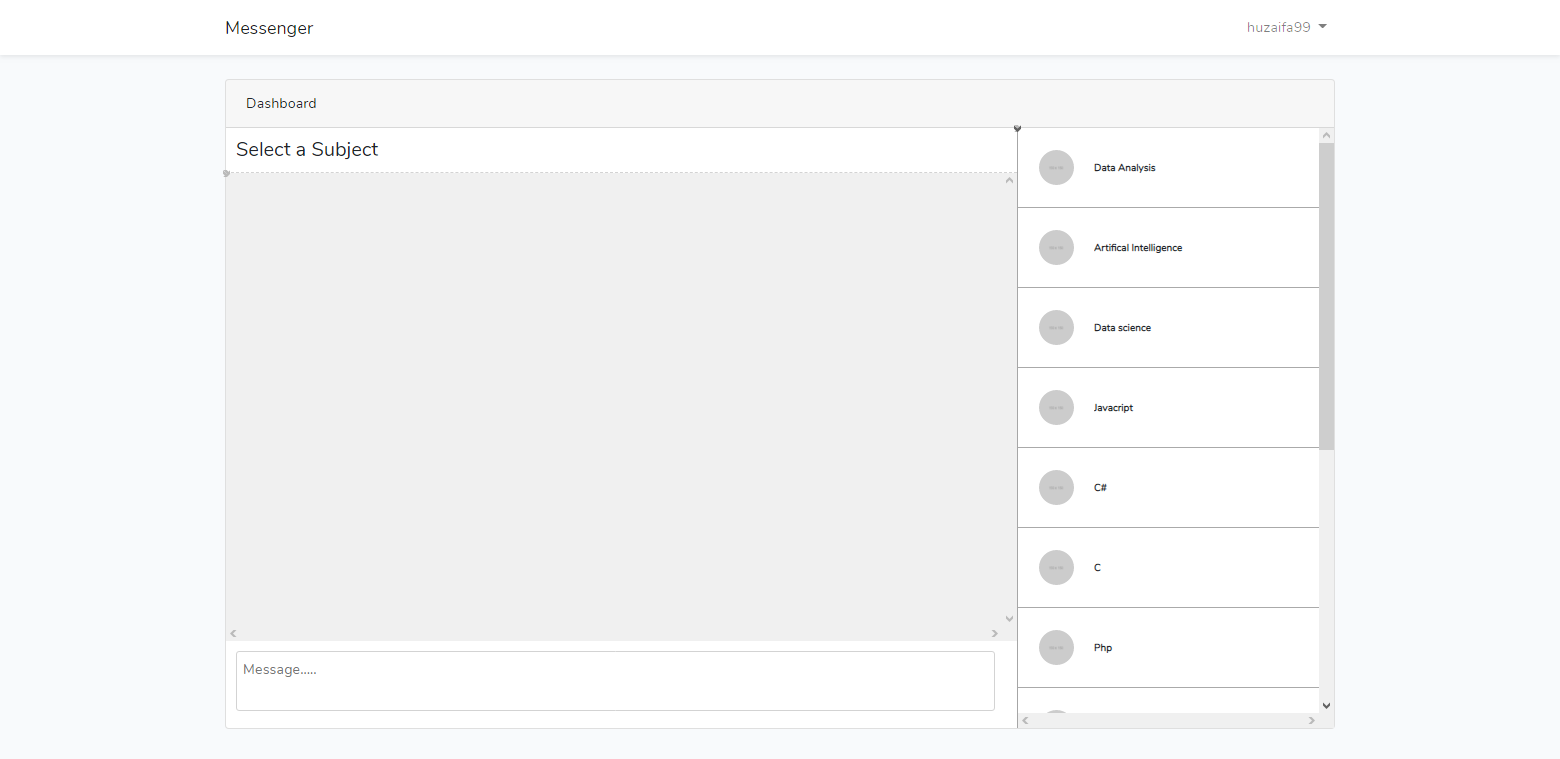 Messenger
huzaifa99
Dashboard
Select a Subject
Message.....
Data Analysis
Artifical Intelligence
Data science
Javacript
C#
C
Php